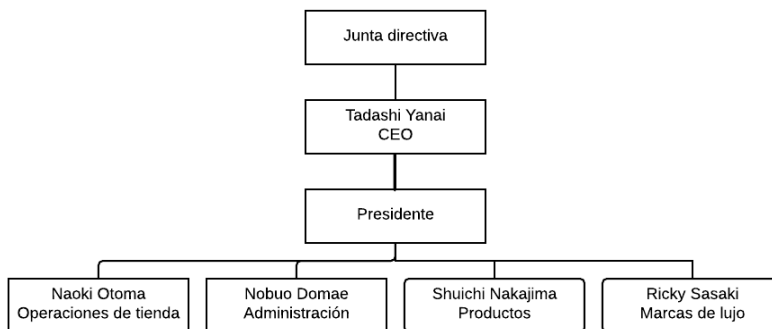 Junta directiva
Tadashi Yanai
CEO
Presidente
Naoki Otoma
Operaciones de tienda
Nobuo Domae
Administración
Shuichi Nakajima
Productos
Ricky Sasaki
Marcas de lujo